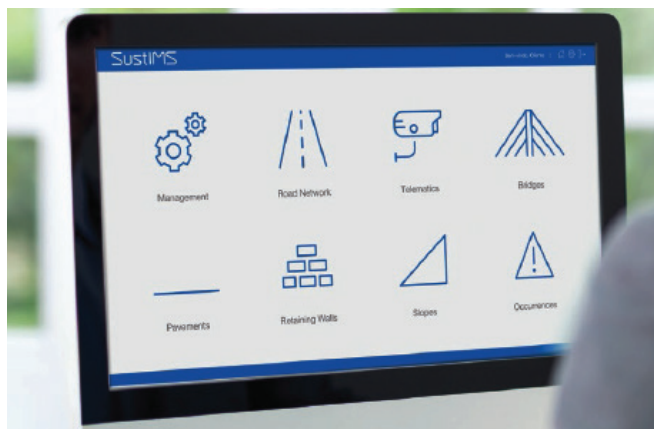 SustIMS
Management
Road Network
Telematics
Bridges
Pavements
Retaining Walls
Slopes
Occurrences